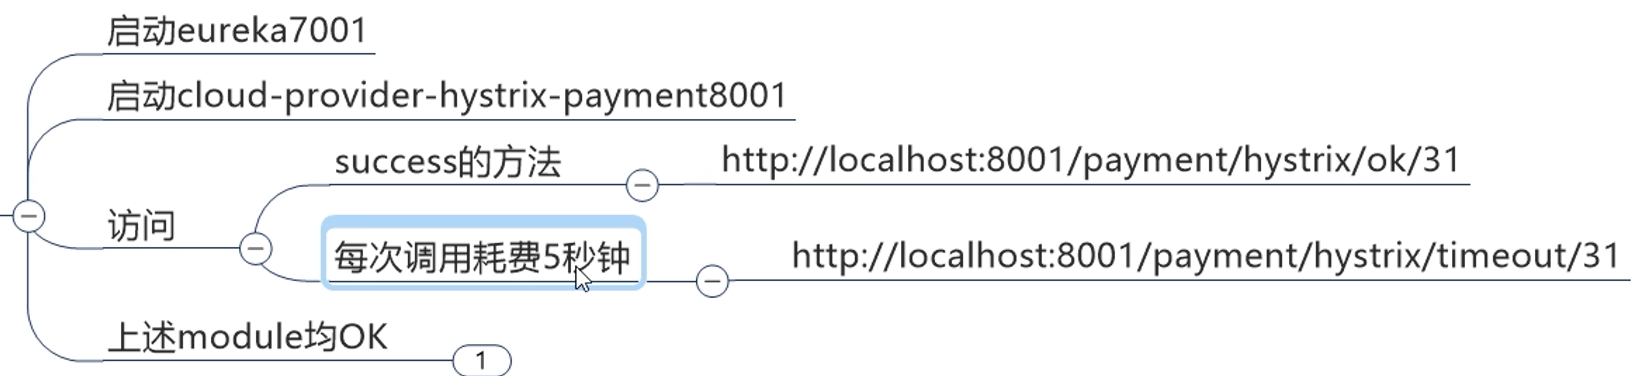 启动eureka7001
启动cloud-provider-hystrix-payment8001
访问
success的方法
http://localhost:8001/payment/hystrix/ok/31
每次调用耗费5秒钟
http://localhost:8001/payment/hystrix/timeout/31
上述module均OK
1